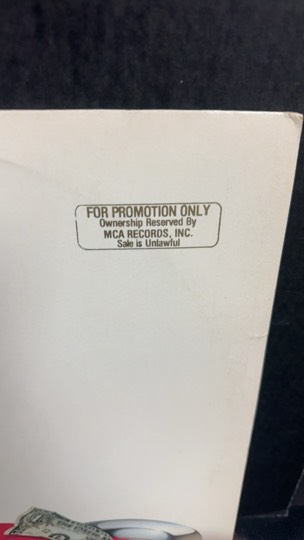 FOR PROMOTION ONLY
Ownership Reserved By
MCA RECORDS, INC.
Sale is Unlawful